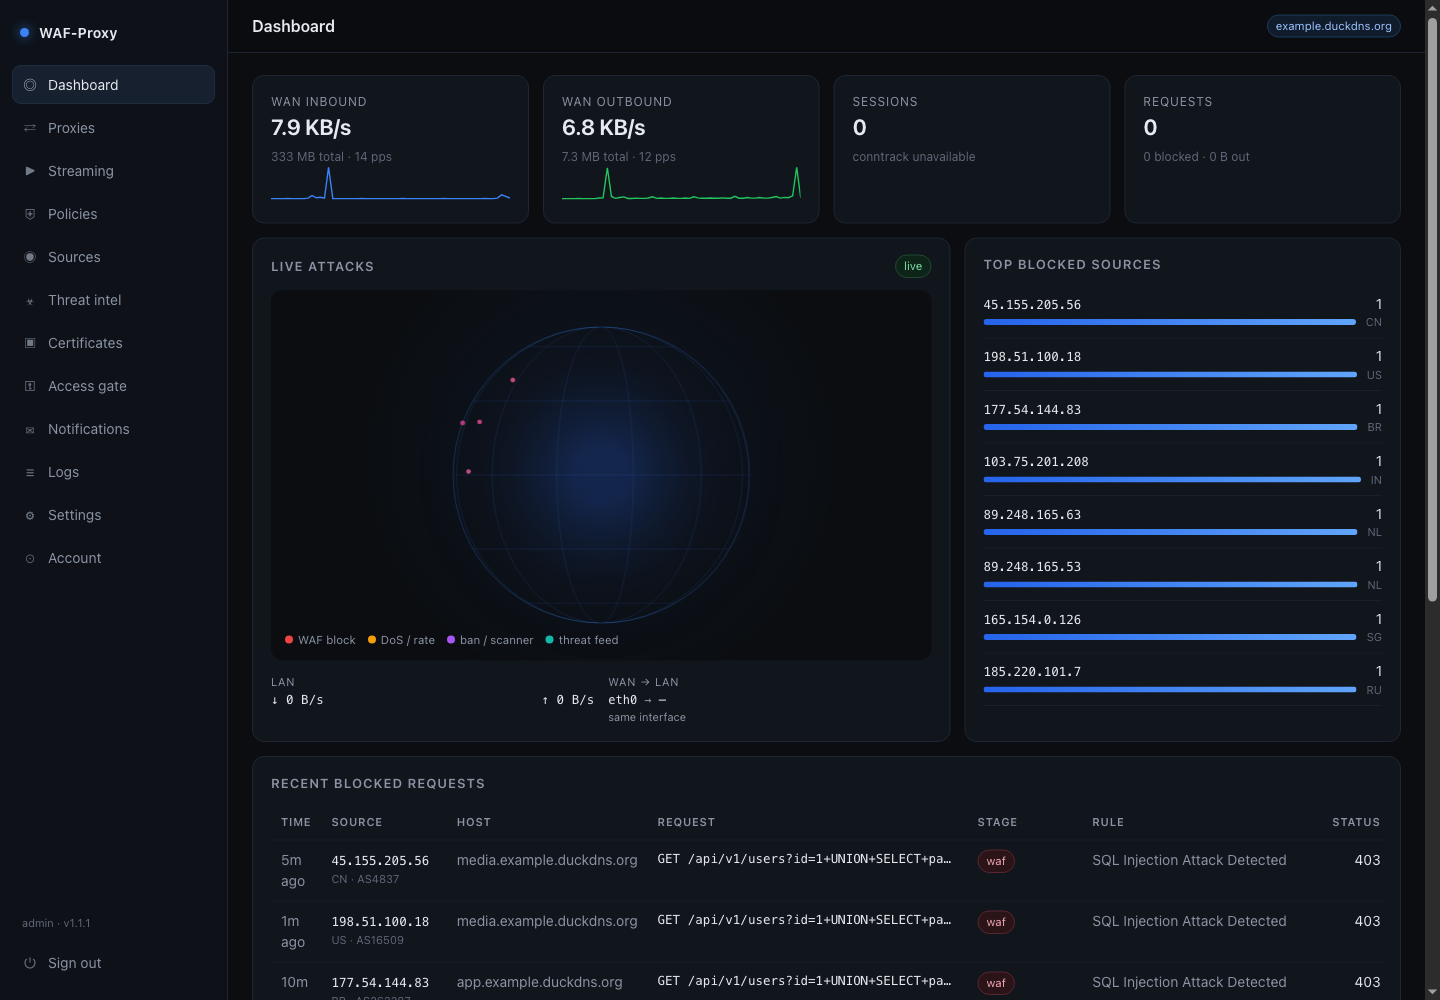 WAF-Proxy
Dashboard
Proxies
Streaming
Policies
Sources
Threat intel
Certificates
Access gate
Notifications
Logs
Settings
Account
admin · v1.1.1
Sign out
Dashboard
example.duckdns.org
WAN INBOUND
7.9 KB/s
333 MB total · 14 pps
WAN OUTBOUND
6.8 KB/s
7.3 MB total · 12 pps
SESSIONS
0
conntrack unavailable
REQUESTS
0
0 blocked · 0 B out
LIVE ATTACKS
live
WAF block
DoS / rate
ban / scanner
threat feed
LAN
↓ 0 B/s
↑ 0 B/s
WAN → LAN
eth0 → —
same interface
TOP BLOCKED SOURCES
45.155.205.56 1
CN
198.51.100.18 1
US
177.54.144.83 1
BR
103.75.201.208 1
IN
89.248.165.63 1
NL
89.248.165.53 1
NL
165.154.0.126 1
SG
185.220.101.7 1
RU
RECENT BLOCKED REQUESTS
TIME SOURCE HOST REQUEST STAGE RULE STATUS
5m ago 45.155.205.56 media.example.duckdns.org GET /api/v1/users?id=1+UNION+SELECT+pa… waf SQL Injection Attack Detected 403
CN · AS4837
1m ago 198.51.100.18 media.example.duckdns.org GET /api/v1/users?id=1+UNION+SELECT+pa… waf SQL Injection Attack Detected 403
US · AS16509
10m 177.54.144.83 app.example.duckdns.org GET /api/v1/users?id=1+UNION+SELECT+pa… waf SQL Injection Attack Detected 403